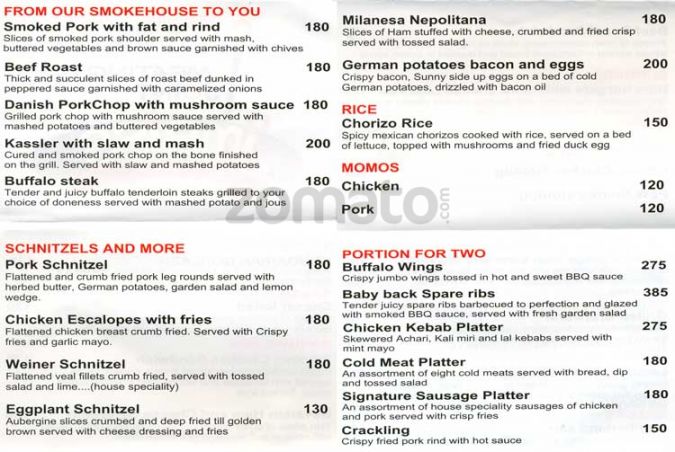 FROM OUR SMOKEHOUSE TO YOU
Smoked Pork with fat and rind 180
Slices of smoked pork shoulder served with mash,
buttered vegetables and brown sauce garnished with chives
Beef Roast 180
Thick and succulent slices of roast beef dunked in
peppered sauce garnished with caramelized onions
Danish PorkChop with mushroom sauce 180
Grilled pork chop with mushroom sauce served with
mashed potatoes and buttered vegetables
Kassler with slaw and mash 200
Cured and smoked pork chop on the bone finished
on the grill. Served with slaw and mashed potatoes
Buffalo steak 180
Tender and juicy buffalo tenderloin steaks grilled to your
choice of doneness served with mashed potato and jous
SCHNITZELS AND MORE
Pork Schnitzel 180
Flattened and crumb fried pork leg rounds served with
herbed butter, German potatoes, garden salad and lemon
wedge.
Chicken Escalopes with fries 180
Flattened chicken breast crumb fried. Served with Crispy
fries and garlic mayo.
Weiner Schnitzel 180
Flattened veal fillets crumb fried, served with tossed
salad and lime....(house speciality)
Eggplant Schnitzel 130
Aubergine slices crumbed and deep fried till golden
brown served with cheese dressing and fries
Milanesa Nepolitana 180
Slices of Ham stuffed with cheese, crumbed and fried crisp
served with tossed salad.
German potatoes bacon and eggs 200
Crispy bacon, Sunny side up eggs on a bed of cold
German potatoes, drizzled with bacon oil
RICE
Chorizo Rice 150
Spicy mexican chorizos cooked with rice, served on a bed
of lettuce, topped with mushrooms and fried duck egg
MOMOS
Chicken 120
Pork 120
zomato.com
PORTION FOR TWO
Buffalo Wings 275
Crispy jumbo wings tossed in hot and sweet BBQ sauce
Baby back Spare ribs 385
Tender juicy spare ribs barbecued to perfection and glazed
with smoked BBQ sauce, served with fresh garden salad
Chicken Kebab Platter 275
Skewered Achari, Kali miri and lal kebabs served with
mint mayo
Cold Meat Platter 180
An assortment of eight cold meats served with bread, dip
and tossed salad
Signature Sausage Platter 180
An assortment of house speciality sausages of chicken
and pork served with crisp fries
Crackling 150
Crispy fried pork rind with hot sauce